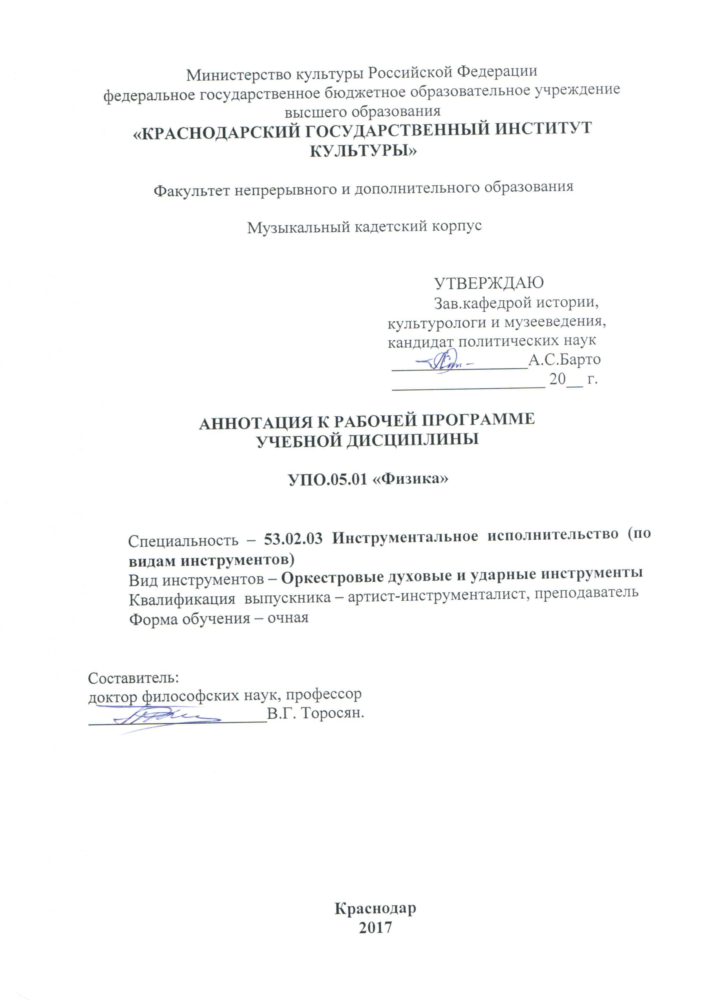 Министерство культуры Российской Федерации
федеральное государственное бюджетное образовательное учреждение
высшего образования
«КРАСНОДАРСКИЙ ГОСУДАРСТВЕННЫЙ ИНСТИТУТ
КУЛЬТУРЫ»
Факультет непрерывного и дополнительного образования
Музыкальный кадетский корпус
УТВЕРЖДАЮ
Зав.кафедрой истории,
культурологи и музееведения,
кандидат политических наук
_________________А.С.Барто
___________________ 20__ г.
АННОТАЦИЯ К РАБОЧЕЙ ПРОГРАММЕ
УЧЕБНОЙ ДИСЦИПЛИНЫ
УПО.05.01 «Физика»
Специальность – 53.02.03 Инструментальное исполнительство (по
видам инструментов)
Вид инструментов – Оркестровые духовые и ударные инструменты
Квалификация выпускника – артист-инструменталист, преподаватель
Форма обучения – очная
Составитель:
доктор философских наук, профессор
______________________В.Г. Торосян.
Краснодар
2017